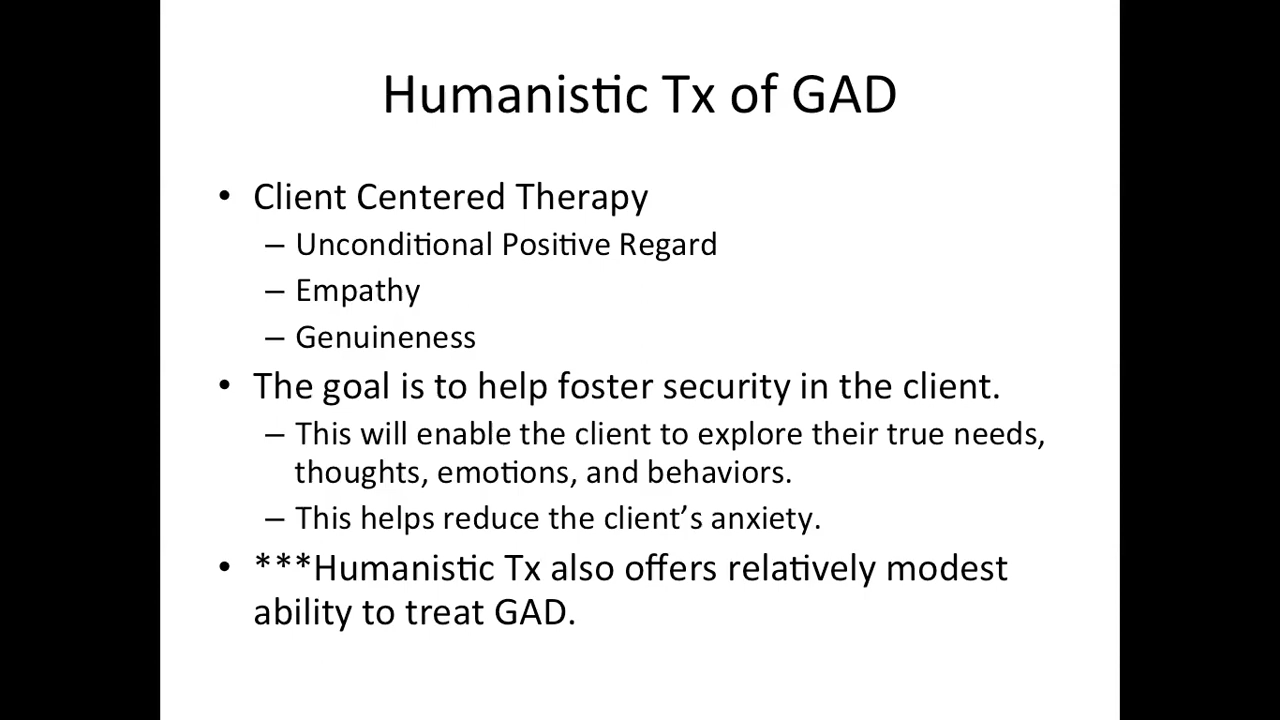 Humanistic Tx of GAD
• Client Centered Therapy
– Unconditional Positive Regard
– Empathy
– Genuineness
• The goal is to help foster security in the client.
– This will enable the client to explore their true needs,
thoughts, emotions, and behaviors.
– This helps reduce the client’s anxiety.
• ***Humanistic Tx also offers relatively modest
ability to treat GAD.